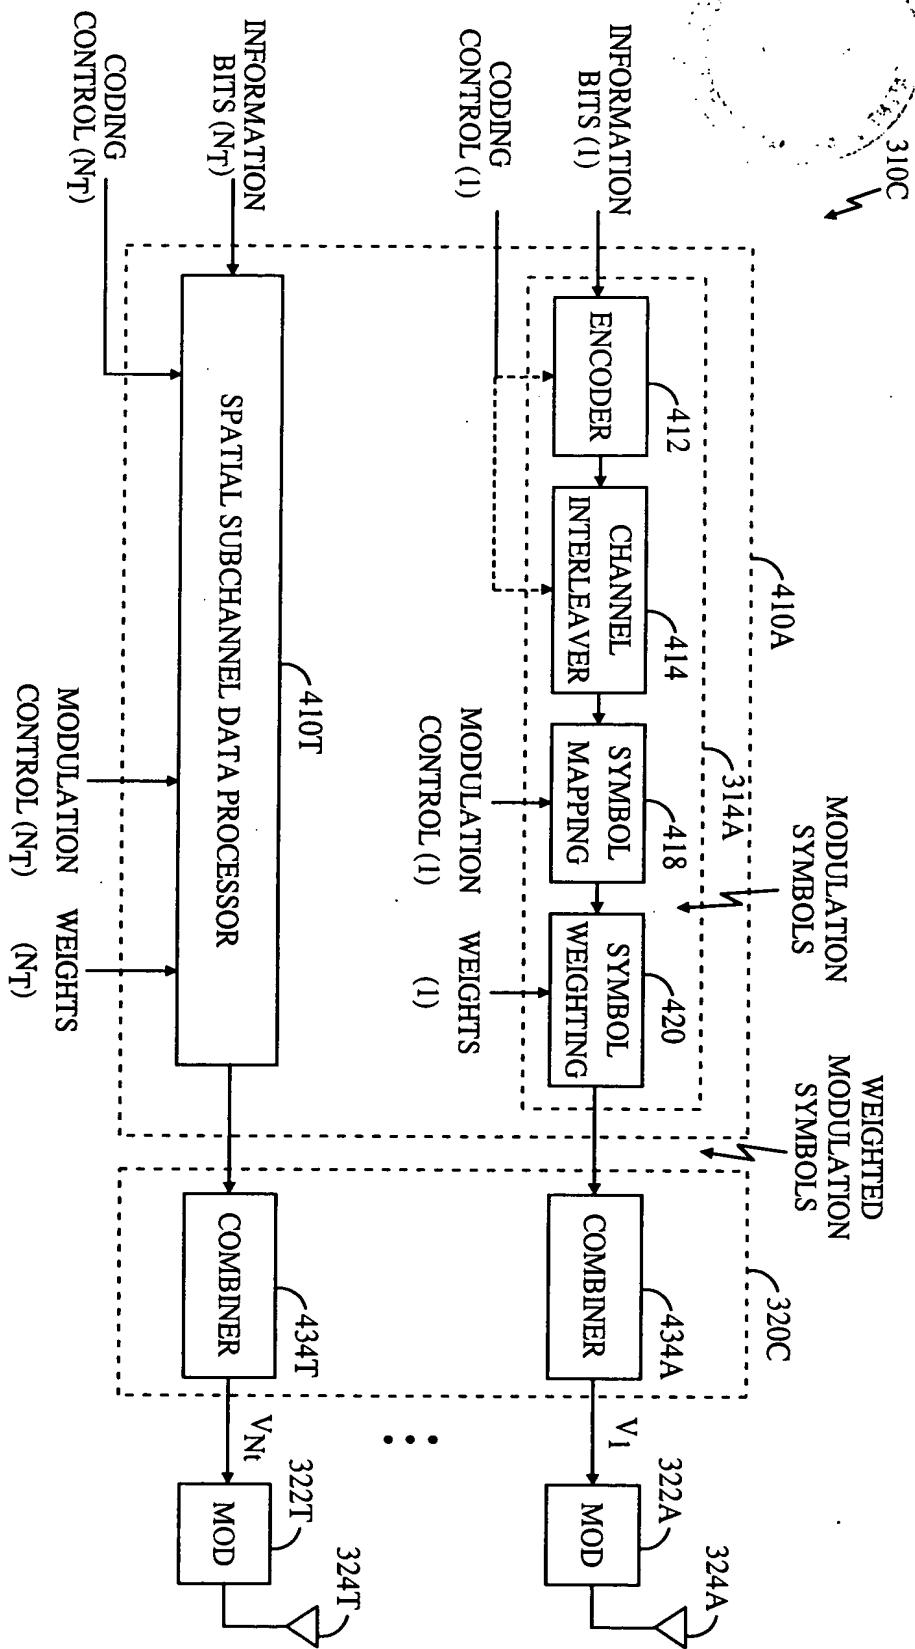 310C
410A
314A
MODULATION
SYMBOLS
WEIGHTED
MODULATION
SYMBOLS
320C
INFORMATION
BITS (1)
ENCODER
412
CHANNEL
INTERLEAVER
414
SYMBOL
MAPPING
418
SYMBOL
WEIGHTING
420
COMBINER
434A
V1
MOD
322A
324A
CODING
CONTROL (1)
MODULATION
CONTROL (1)
WEIGHTS
(1)
INFORMATION
BITS (NT)
SPATIAL SUBCHANNEL DATA PROCESSOR
410T
COMBINER
434T
VNt
MOD
322T
324T
CODING
CONTROL (NT)
MODULATION
CONTROL (NT)
WEIGHTS
(NT)